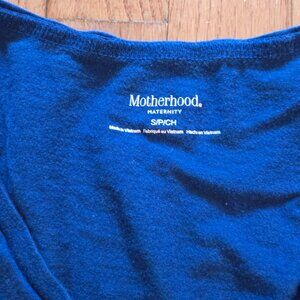 Motherhood.
MATERNITY
S/P/CH
Made in Vietnam Fabriqué au Vietnam Hecho en Vietnam